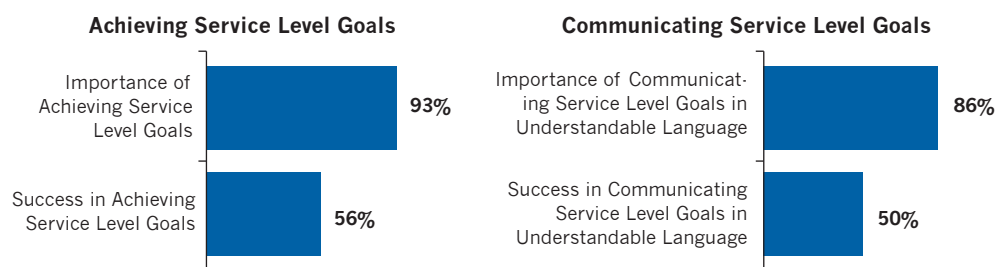 Achieving Service Level Goals
Importance of
Achieving Service
Level Goals
93%
Success in Achieving
Service Level Goals
56%
Communicating Service Level Goals
Importance of Communicat-
ing Service Level Goals in
Understandable Language
86%
Success in Communicating
Service Level Goals in
Understandable Language
50%